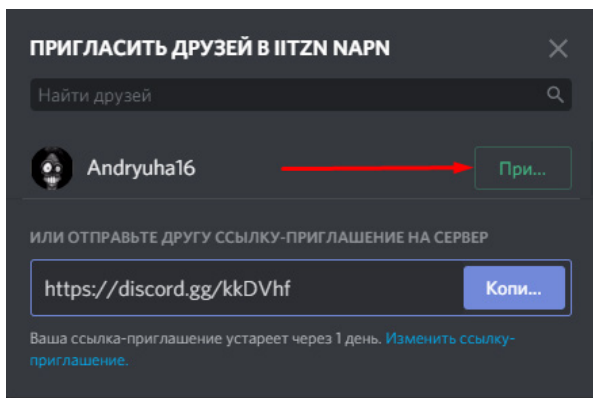 ПРИГЛАСИТЬ ДРУЗЕЙ В IITZN NAPN
Найти друзей
Andryuha16
При...
ИЛИ ОТПРАВЬТЕ ДРУГУ ССЫЛКУ-ПРИГЛАШЕНИЕ НА СЕРВЕР
https://discord.gg/kkDVhf
Копи...
Ваша ссылка-приглашение устареет через 1 день. Изменить ссылку-
приглашение.